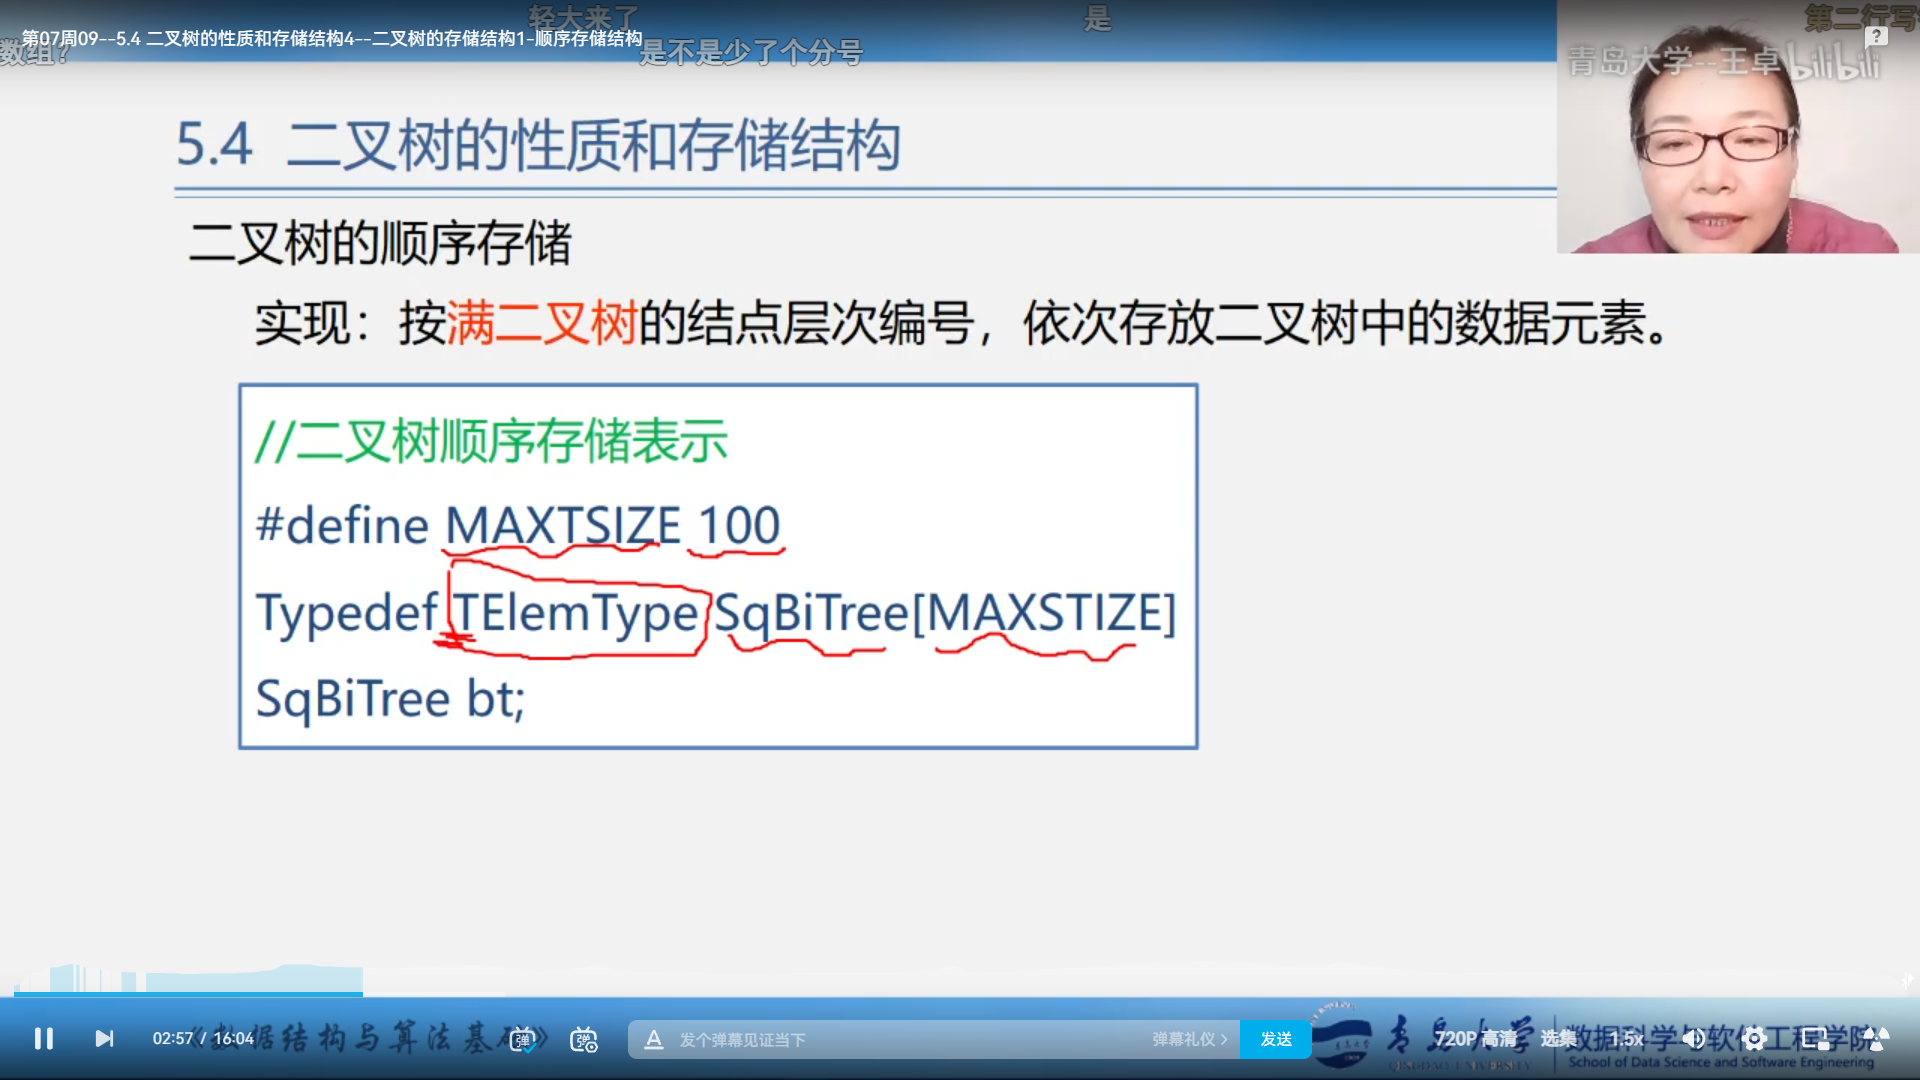 轻大来了
是
第二行写
第07周09--5.4 二叉树的性质和存储结构4--二叉树的存储结构1-顺序存储结构
数组?
是不是少了个分号
青岛大学--王卓
bilibili
5.4 二叉树的性质和存储结构
二叉树的顺序存储
实现：按满二叉树的结点层次编号，依次存放二叉树中的数据元素。
//二叉树顺序存储表示
#define MAXTSIZE 100
Typedef TElemType SqBiTree[MAXSTIZE]
SqBiTree bt;
02:57 / 16:04
《数据结构与算法基础》
发个弹幕见证当下
弹幕礼仪 >
发送
青岛大学
QINGDAO UNIVERSITY
720P 高清
选集
1.5x
数据科学与软件工程学院
School of Data Science and Software Engineering